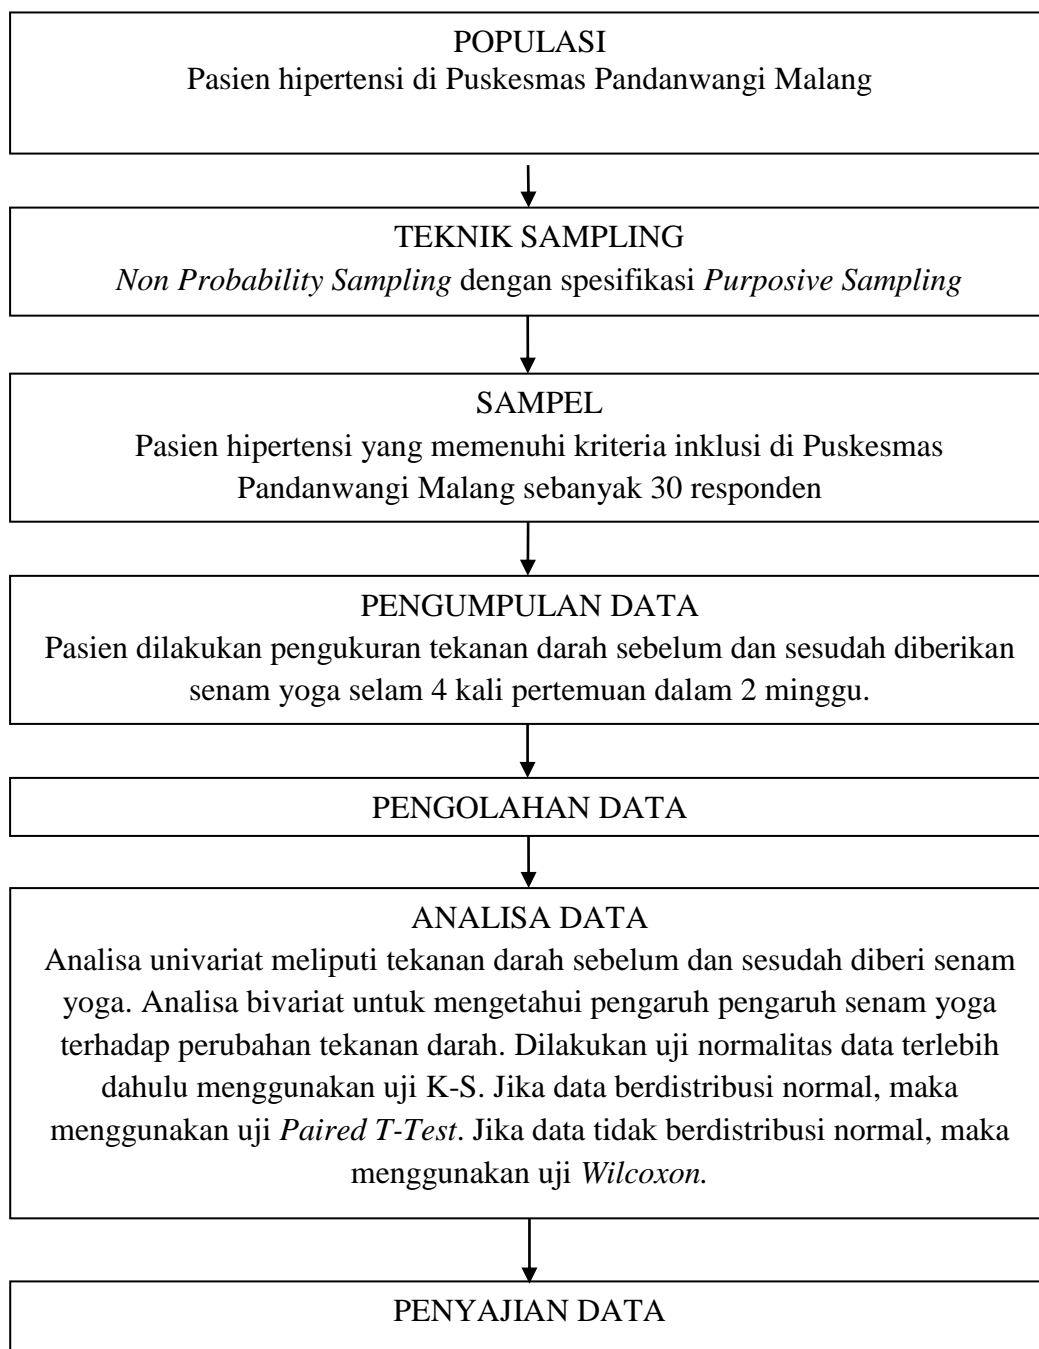 POPULASI
Pasien hipertensi di Puskesmas Pandanwangi Malang
TEKNIK SAMPLING
Non Probability Sampling dengan spesifikasi Purposive Sampling
SAMPEL
Pasien hipertensi yang memenuhi kriteria inklusi di Puskesmas
Pandanwangi Malang sebanyak 30 responden
PENGUMPULAN DATA
Pasien dilakukan pengukuran tekanan darah sebelum dan sesudah diberikan
senam yoga selam 4 kali pertemuan dalam 2 minggu.
PENGOLAHAN DATA
ANALISA DATA
Analisa univariat meliputi tekanan darah sebelum dan sesudah diberi senam
yoga. Analisa bivariat untuk mengetahui pengaruh pengaruh senam yoga
terhadap perubahan tekanan darah. Dilakukan uji normalitas data terlebih
dahulu menggunakan uji K-S. Jika data berdistribusi normal, maka
menggunakan uji Paired T-Test. Jika data tidak berdistribusi normal, maka
menggunakan uji Wilcoxon.
PENYAJIAN DATA